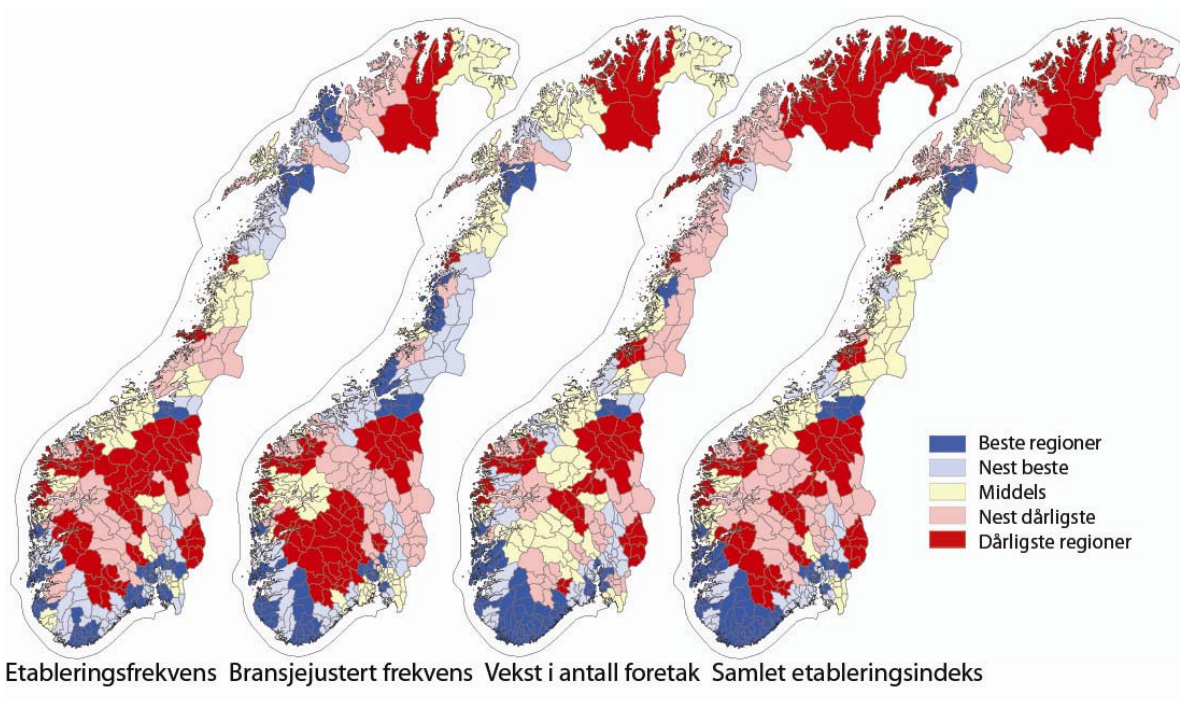 Beste regioner
Nest beste
Middels
Nest dårligste
Dårligste regioner
Etableringsfrekvens Bransjejustert frekvens Vekst i antall foretak Samlet etableringsindeks